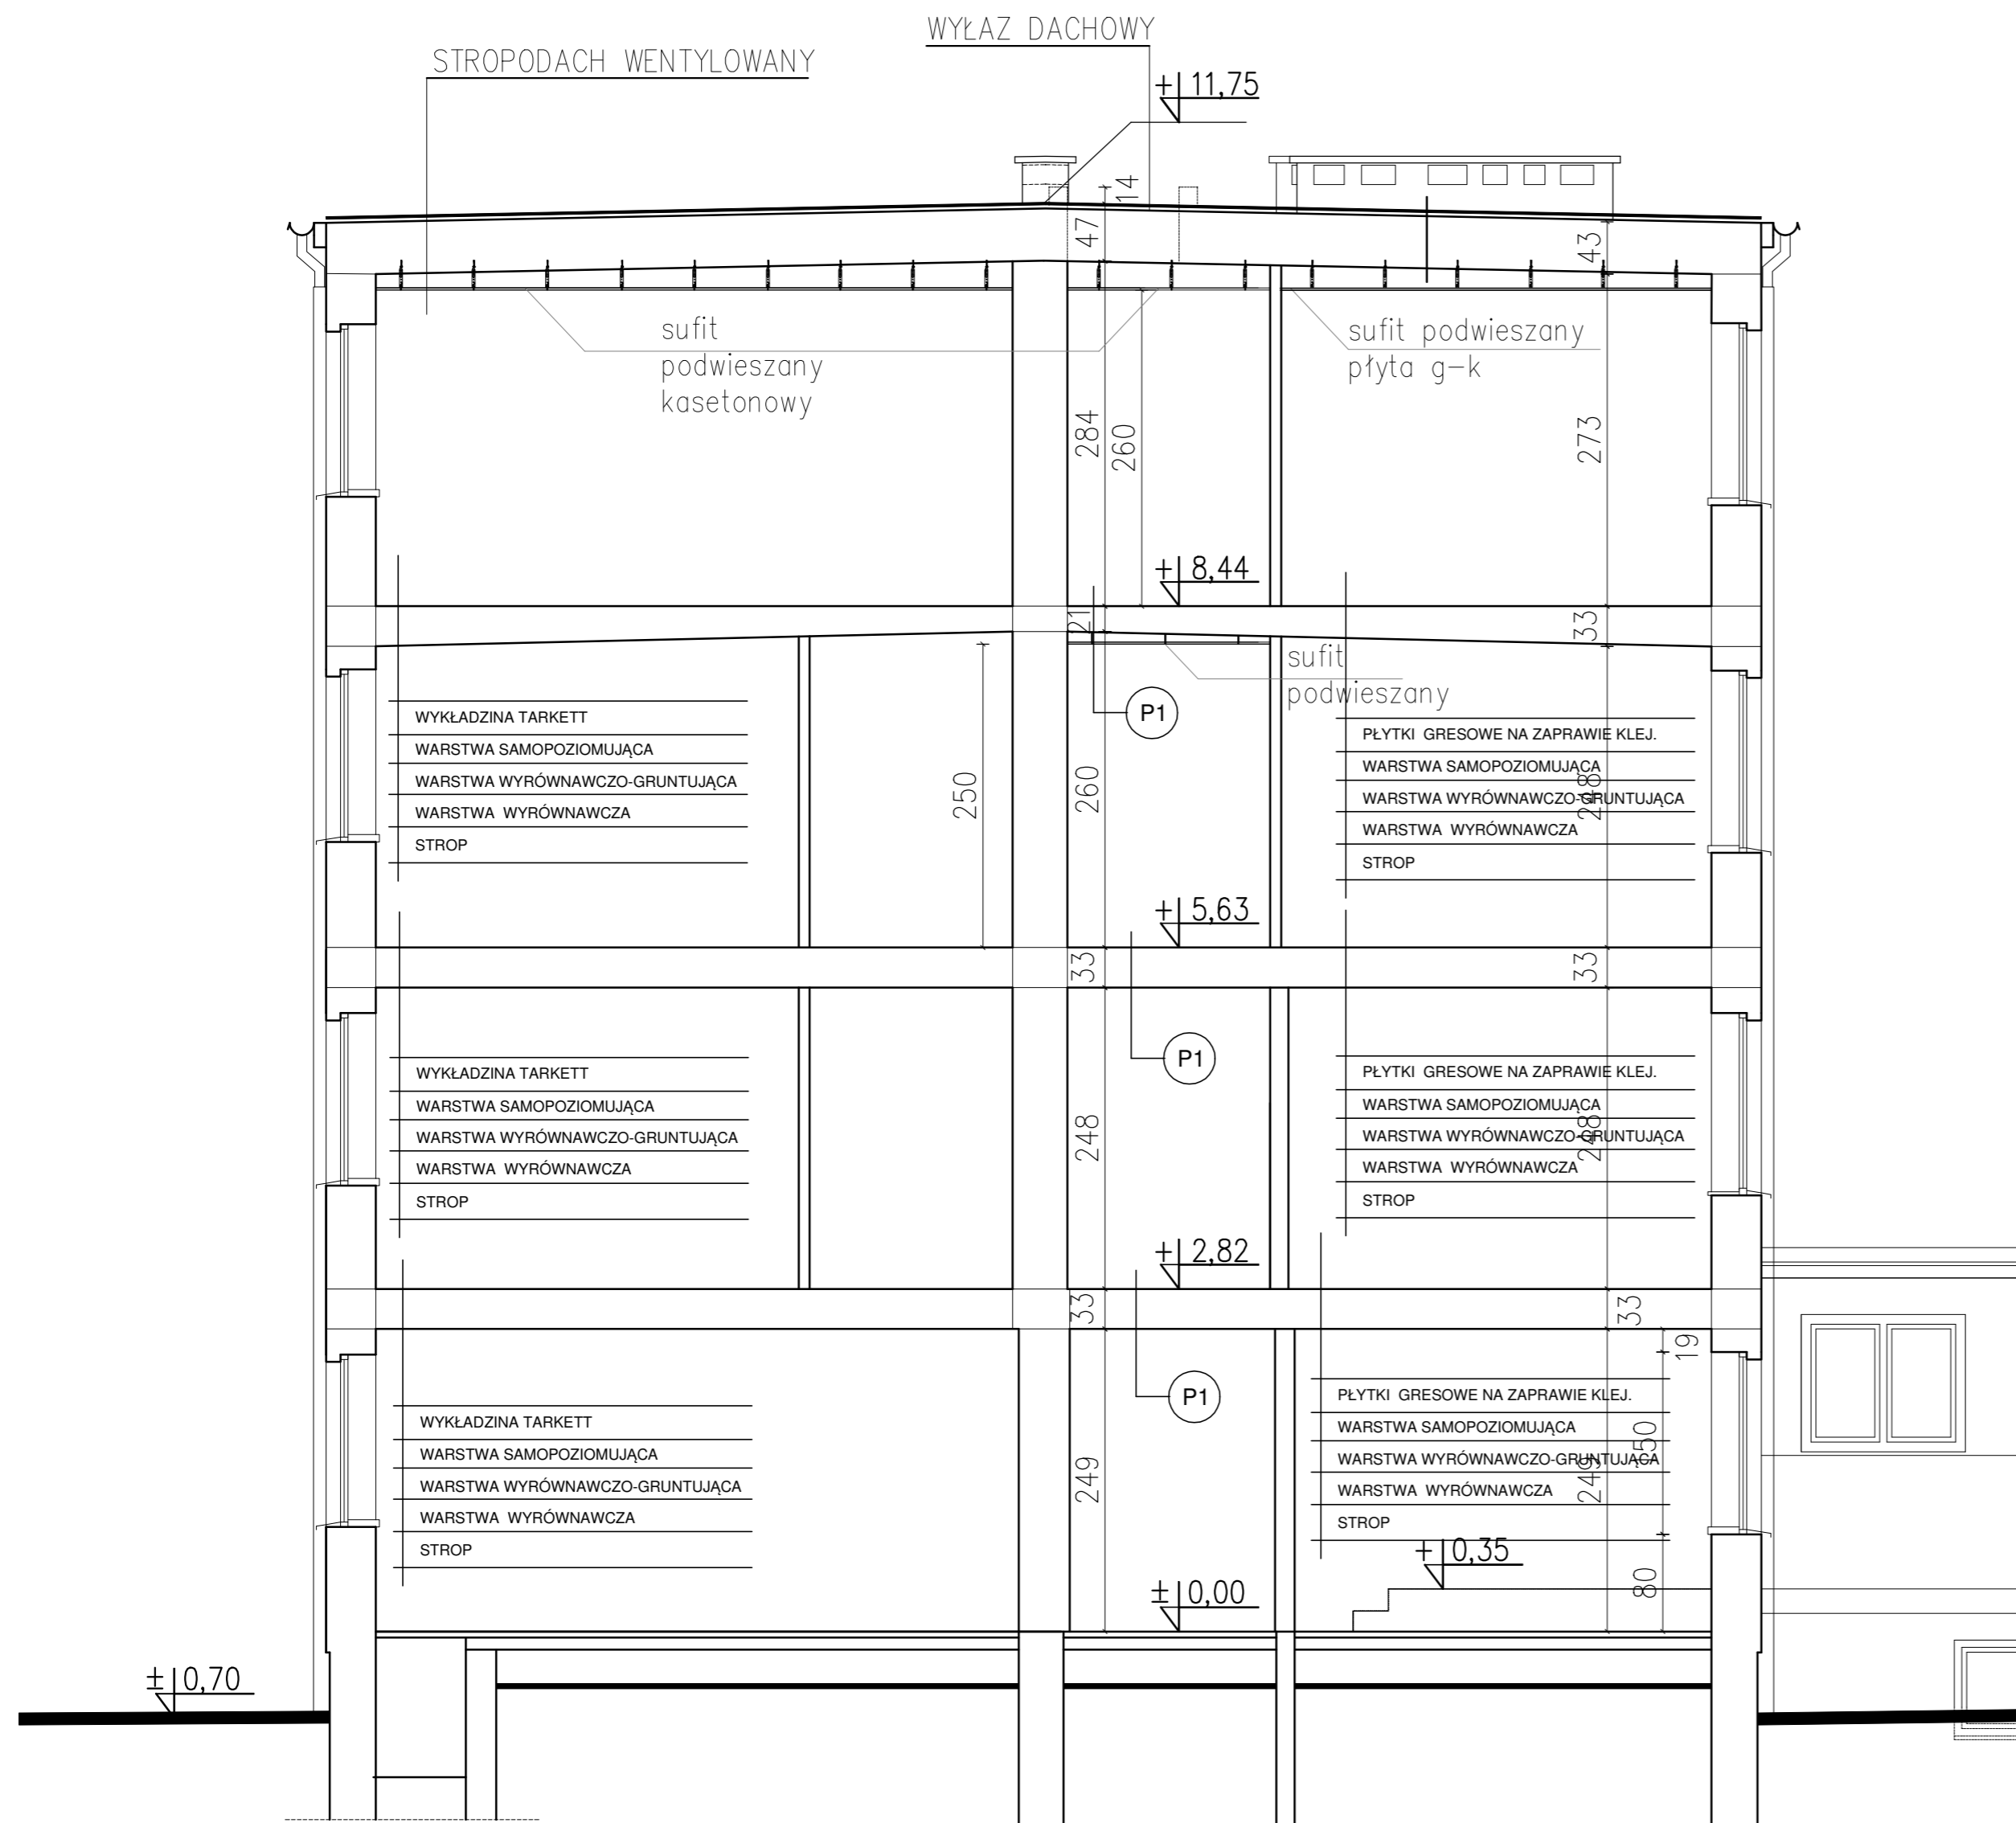 WYŁAZ DACHOWY
STROPODACH WENTYLOWANY
+ 11,75
14
47
43
sufit
podwieszany
kasetonowy
sufit podwieszany
płyta g-k
284
260
273
+ 8,44
21
33
sufit
podwieszany
P1
WYKŁADZINA TARKETT
WARSTWA SAMOPOZIOMUJĄCA
WARSTWA WYRÓWNAWCZO-GRUNTUJĄCA
WARSTWA WYRÓWNAWCZA
STROP
250
260
PŁYTKI GRESOWE NA ZAPRAWIE KLEJ.
WARSTWA SAMOPOZIOMUJĄCA
WARSTWA WYRÓWNAWCZO-GRUNTUJĄCA
WARSTWA WYRÓWNAWCZA
STROP
248
+ 5,63
33
33
P1
WYKŁADZINA TARKETT
WARSTWA SAMOPOZIOMUJĄCA
WARSTWA WYRÓWNAWCZO-GRUNTUJĄCA
WARSTWA WYRÓWNAWCZA
STROP
248
PŁYTKI GRESOWE NA ZAPRAWIE KLEJ.
WARSTWA SAMOPOZIOMUJĄCA
WARSTWA WYRÓWNAWCZO-GRUNTUJĄCA
WARSTWA WYRÓWNAWCZA
STROP
248
+ 2,82
33
33
19
P1
WYKŁADZINA TARKETT
WARSTWA SAMOPOZIOMUJĄCA
WARSTWA WYRÓWNAWCZO-GRUNTUJĄCA
WARSTWA WYRÓWNAWCZA
STROP
249
PŁYTKI GRESOWE NA ZAPRAWIE KLEJ.
WARSTWA SAMOPOZIOMUJĄCA
WARSTWA WYRÓWNAWCZO-GRUNTUJĄCA
WARSTWA WYRÓWNAWCZA
STROP
249
150
+ 0,35
80
± 0,00
± 0,70